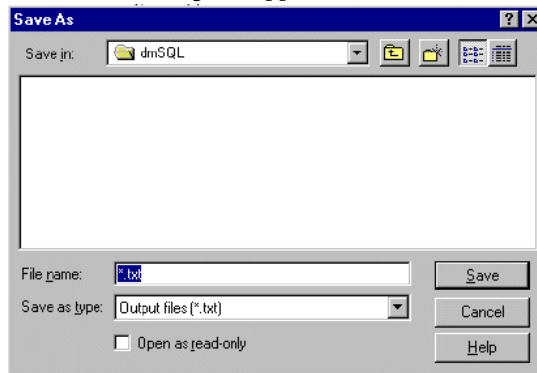 Save As
Save in: dmSQL
File name: *.txt
Save
Save as type: Output files (*.txt)
Cancel
Open as read-only
Help